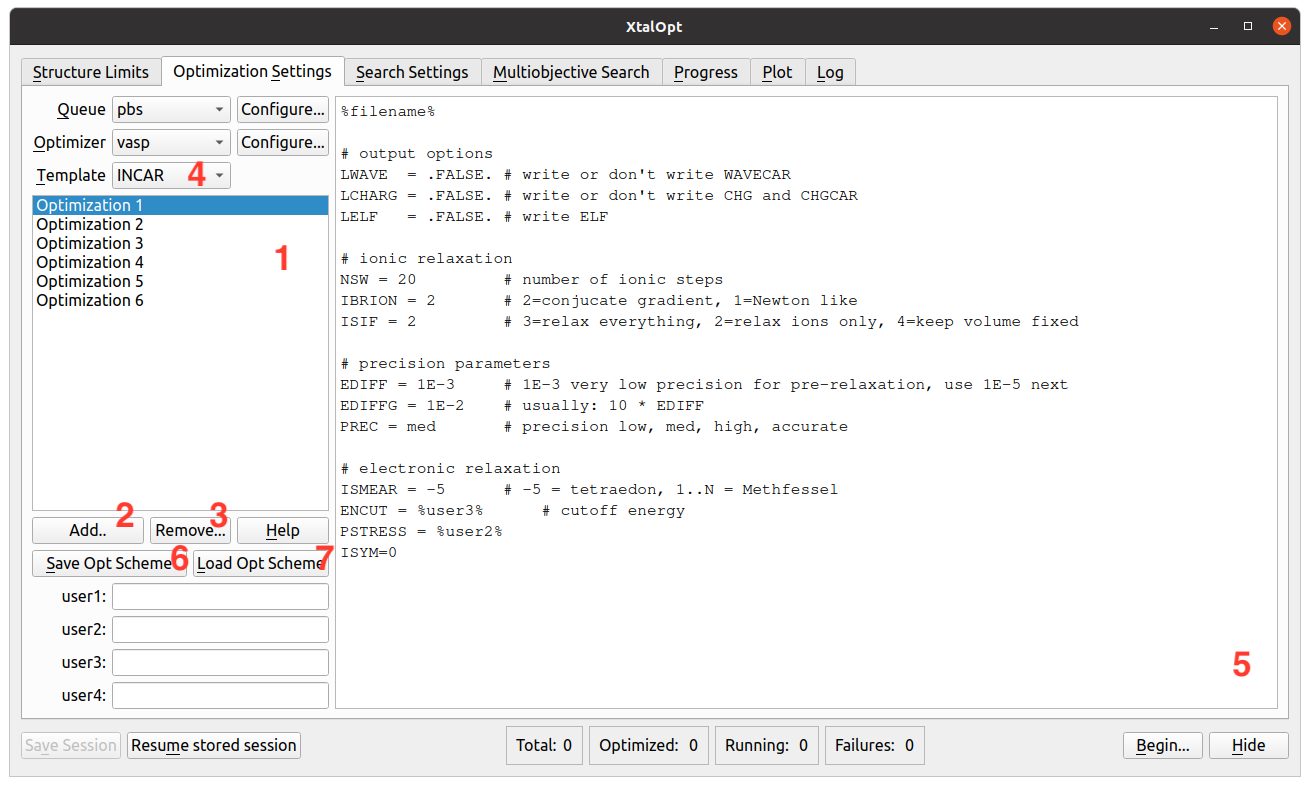 XtalOpt
Structure Limits Optimization Settings Search Settings Multiobjective Search Progress Plot Log
Queue pbs Configure...
Optimizer vasp Configure...
Template INCAR 4
Optimization 1
Optimization 2
Optimization 3
Optimization 4
Optimization 5
Optimization 6
1
Add.. 2 Remove... 3 Help
Save Opt Scheme 6 Load Opt Scheme 7
user1:
user2:
user3:
user4:
%filename%
# output options
LWAVE  = .FALSE. # write or don't write WAVECAR
LCHARG = .FALSE. # write or don't write CHG and CHGCAR
LELF   = .FALSE. # write ELF
# ionic relaxation
NSW = 20         # number of ionic steps
IBRION = 2       # 2=conjucate gradient, 1=Newton like
ISIF = 2         # 3=relax everything, 2=relax ions only, 4=keep volume fixed
# precision parameters
EDIFF = 1E-3     # 1E-3 very low precision for pre-relaxation, use 1E-5 next
EDIFFG = 1E-2    # usually: 10 * EDIFF
PREC = med       # precision low, med, high, accurate
# electronic relaxation
ISMEAR = -5      # -5 = tetraedon, 1..N = Methfessel
ENCUT = %user3%      # cutoff energy
PSTRESS = %user2%
ISYM=0
5
Save Session Resume stored session Total: 0 Optimized: 0 Running: 0 Failures: 0 Begin... Hide